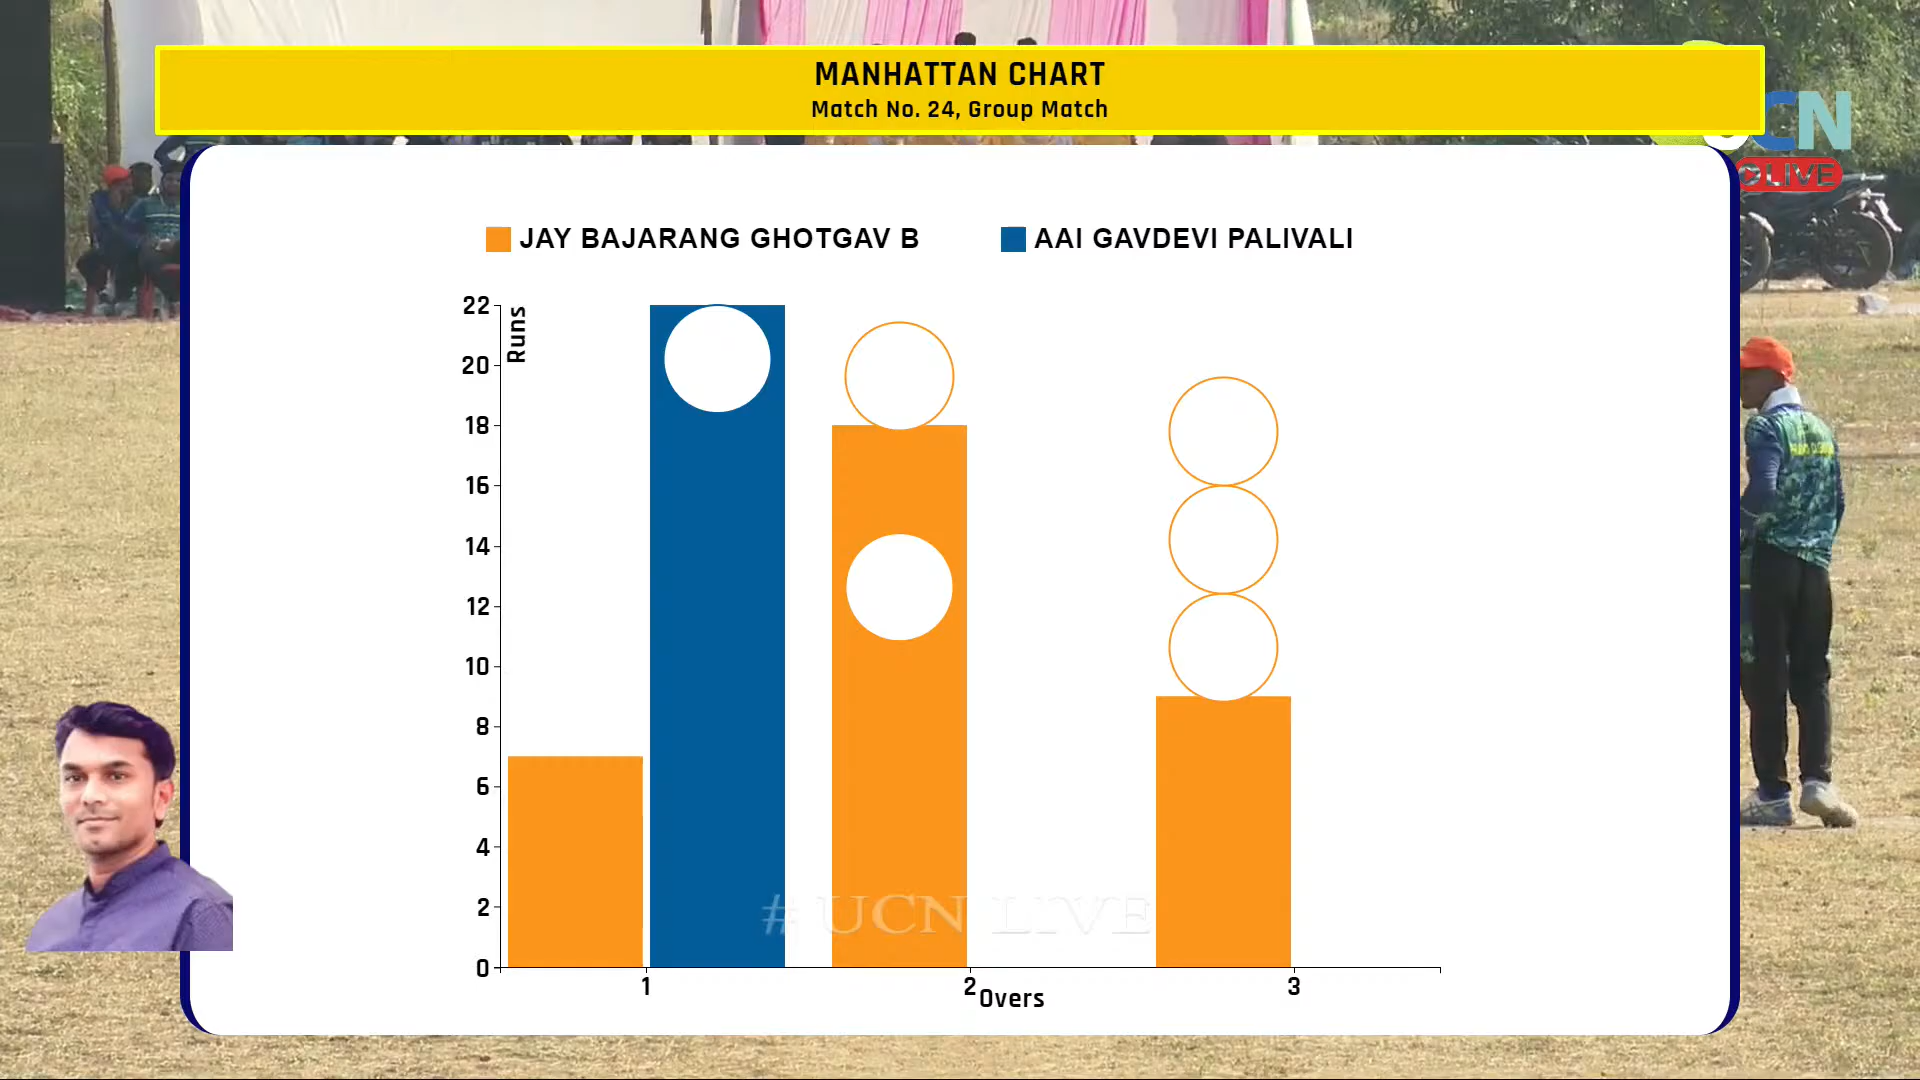 MANHATTAN CHART
Match No. 24, Group Match
CN
LIVE
JAY BAJARANG GHOTGAV B
AAI GAVDEVI PALIVALI
Runs
22
20
18
16
14
12
10
8
6
4
2
0
1
2
3
Overs
# UCN LIVE